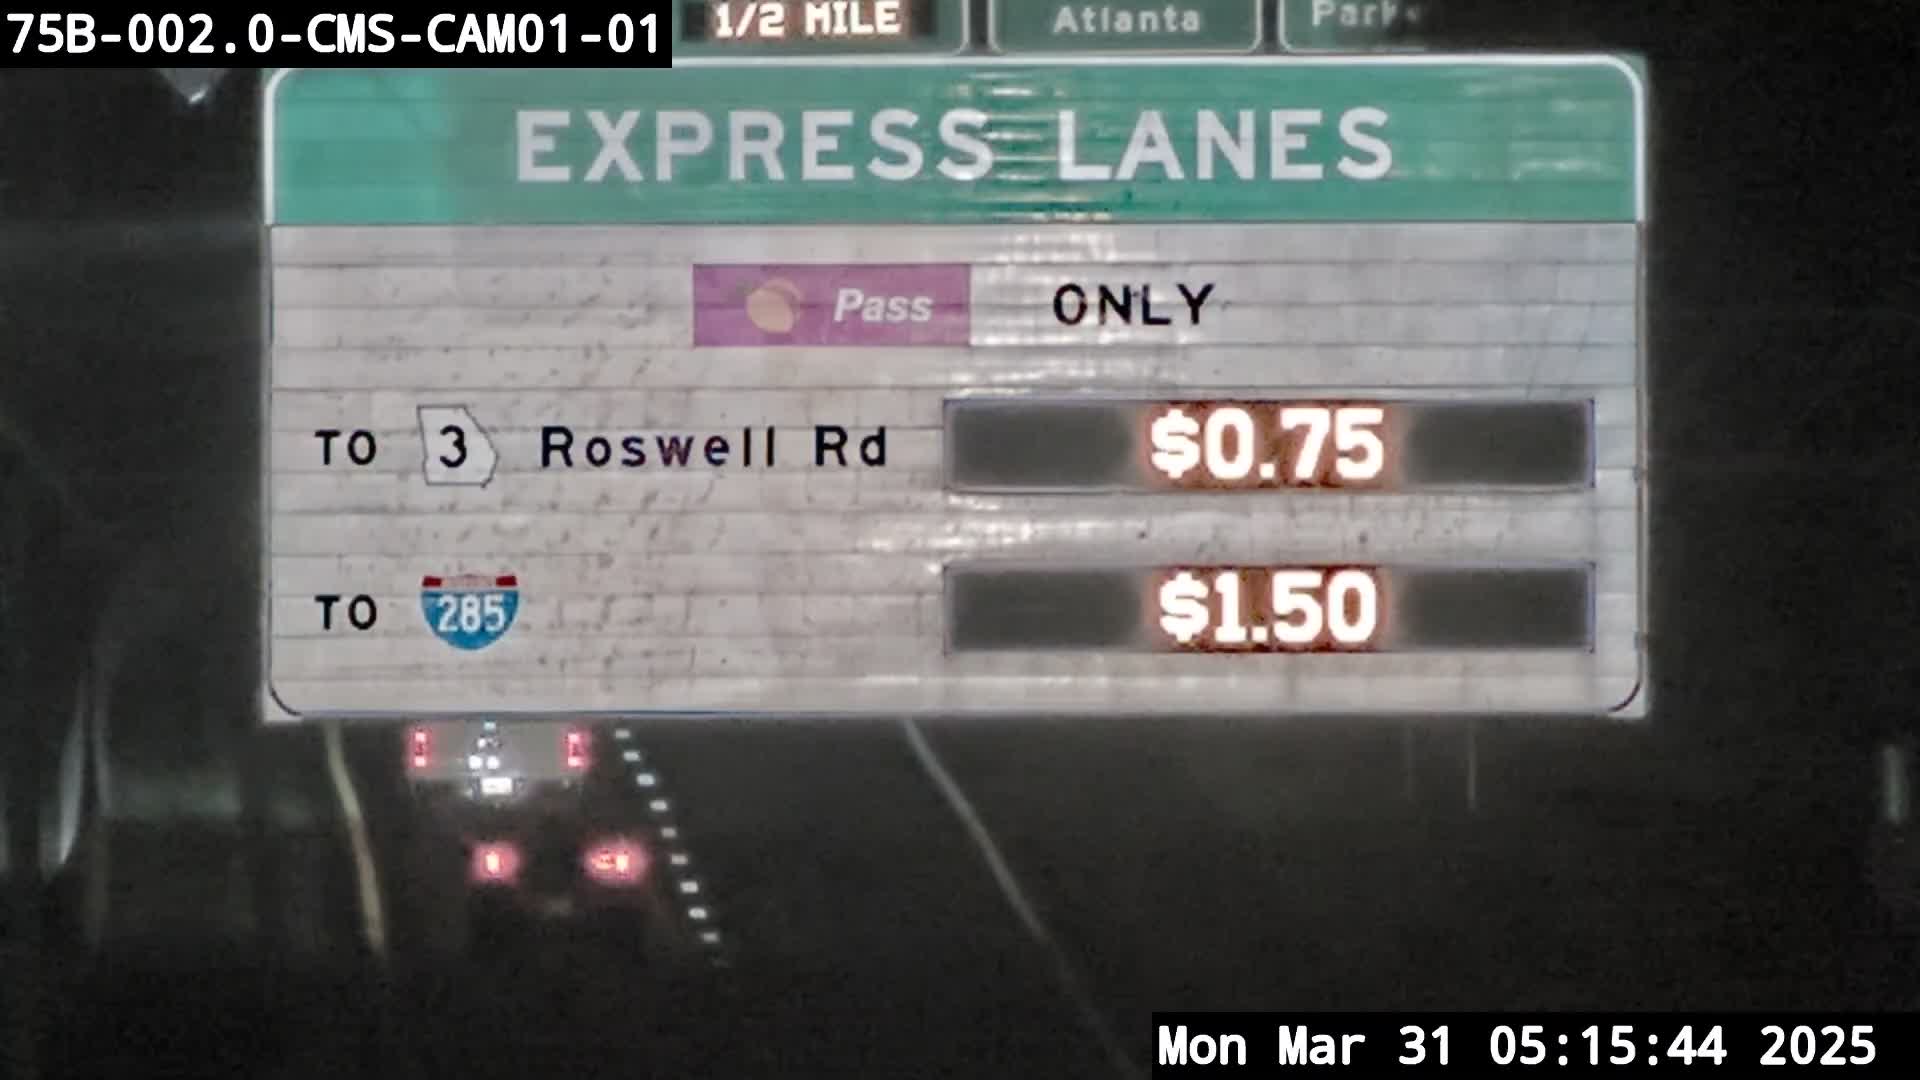 75B-002.0-CMS-CAM01-01
1/2 MILE
Atlanta
EXPRESS LANES
Pass ONLY
TO 3 Roswell Rd $0.75
TO 285 $1.50
Mon Mar 31 05:15:44 2025